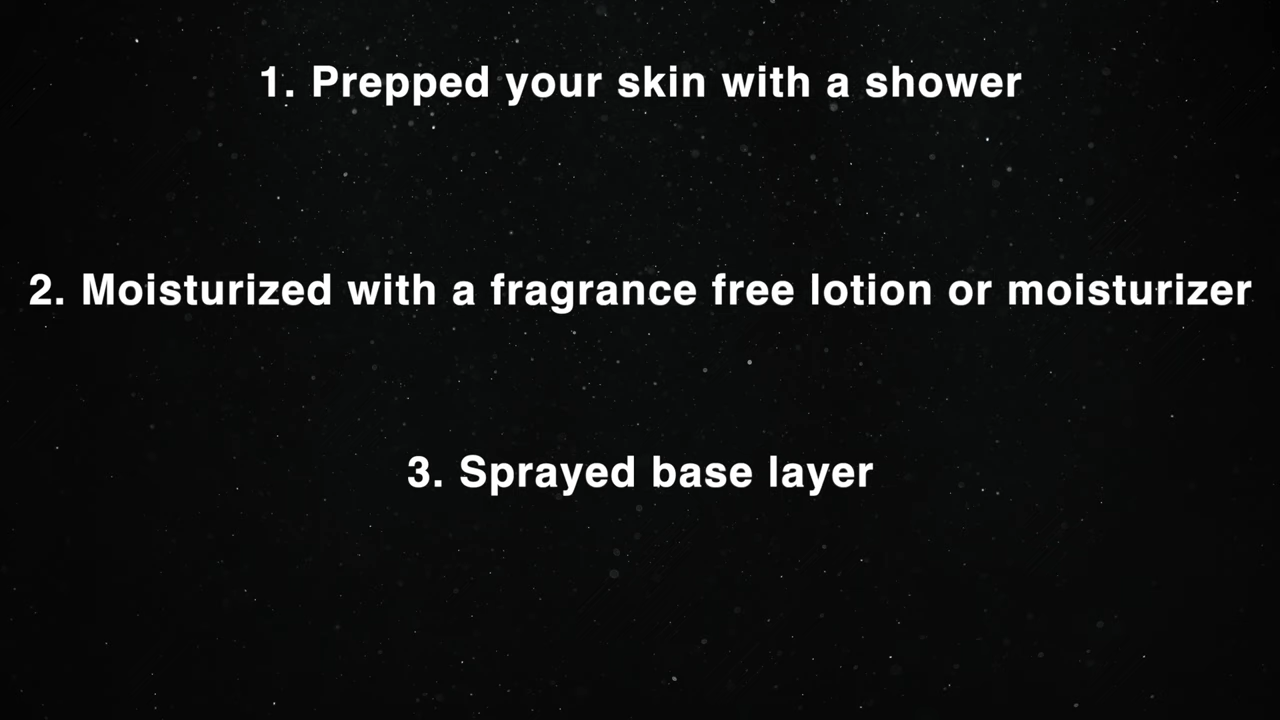 1. Prepped your skin with a shower
2. Moisturized with a fragrance free lotion or moisturizer
3. Sprayed base layer